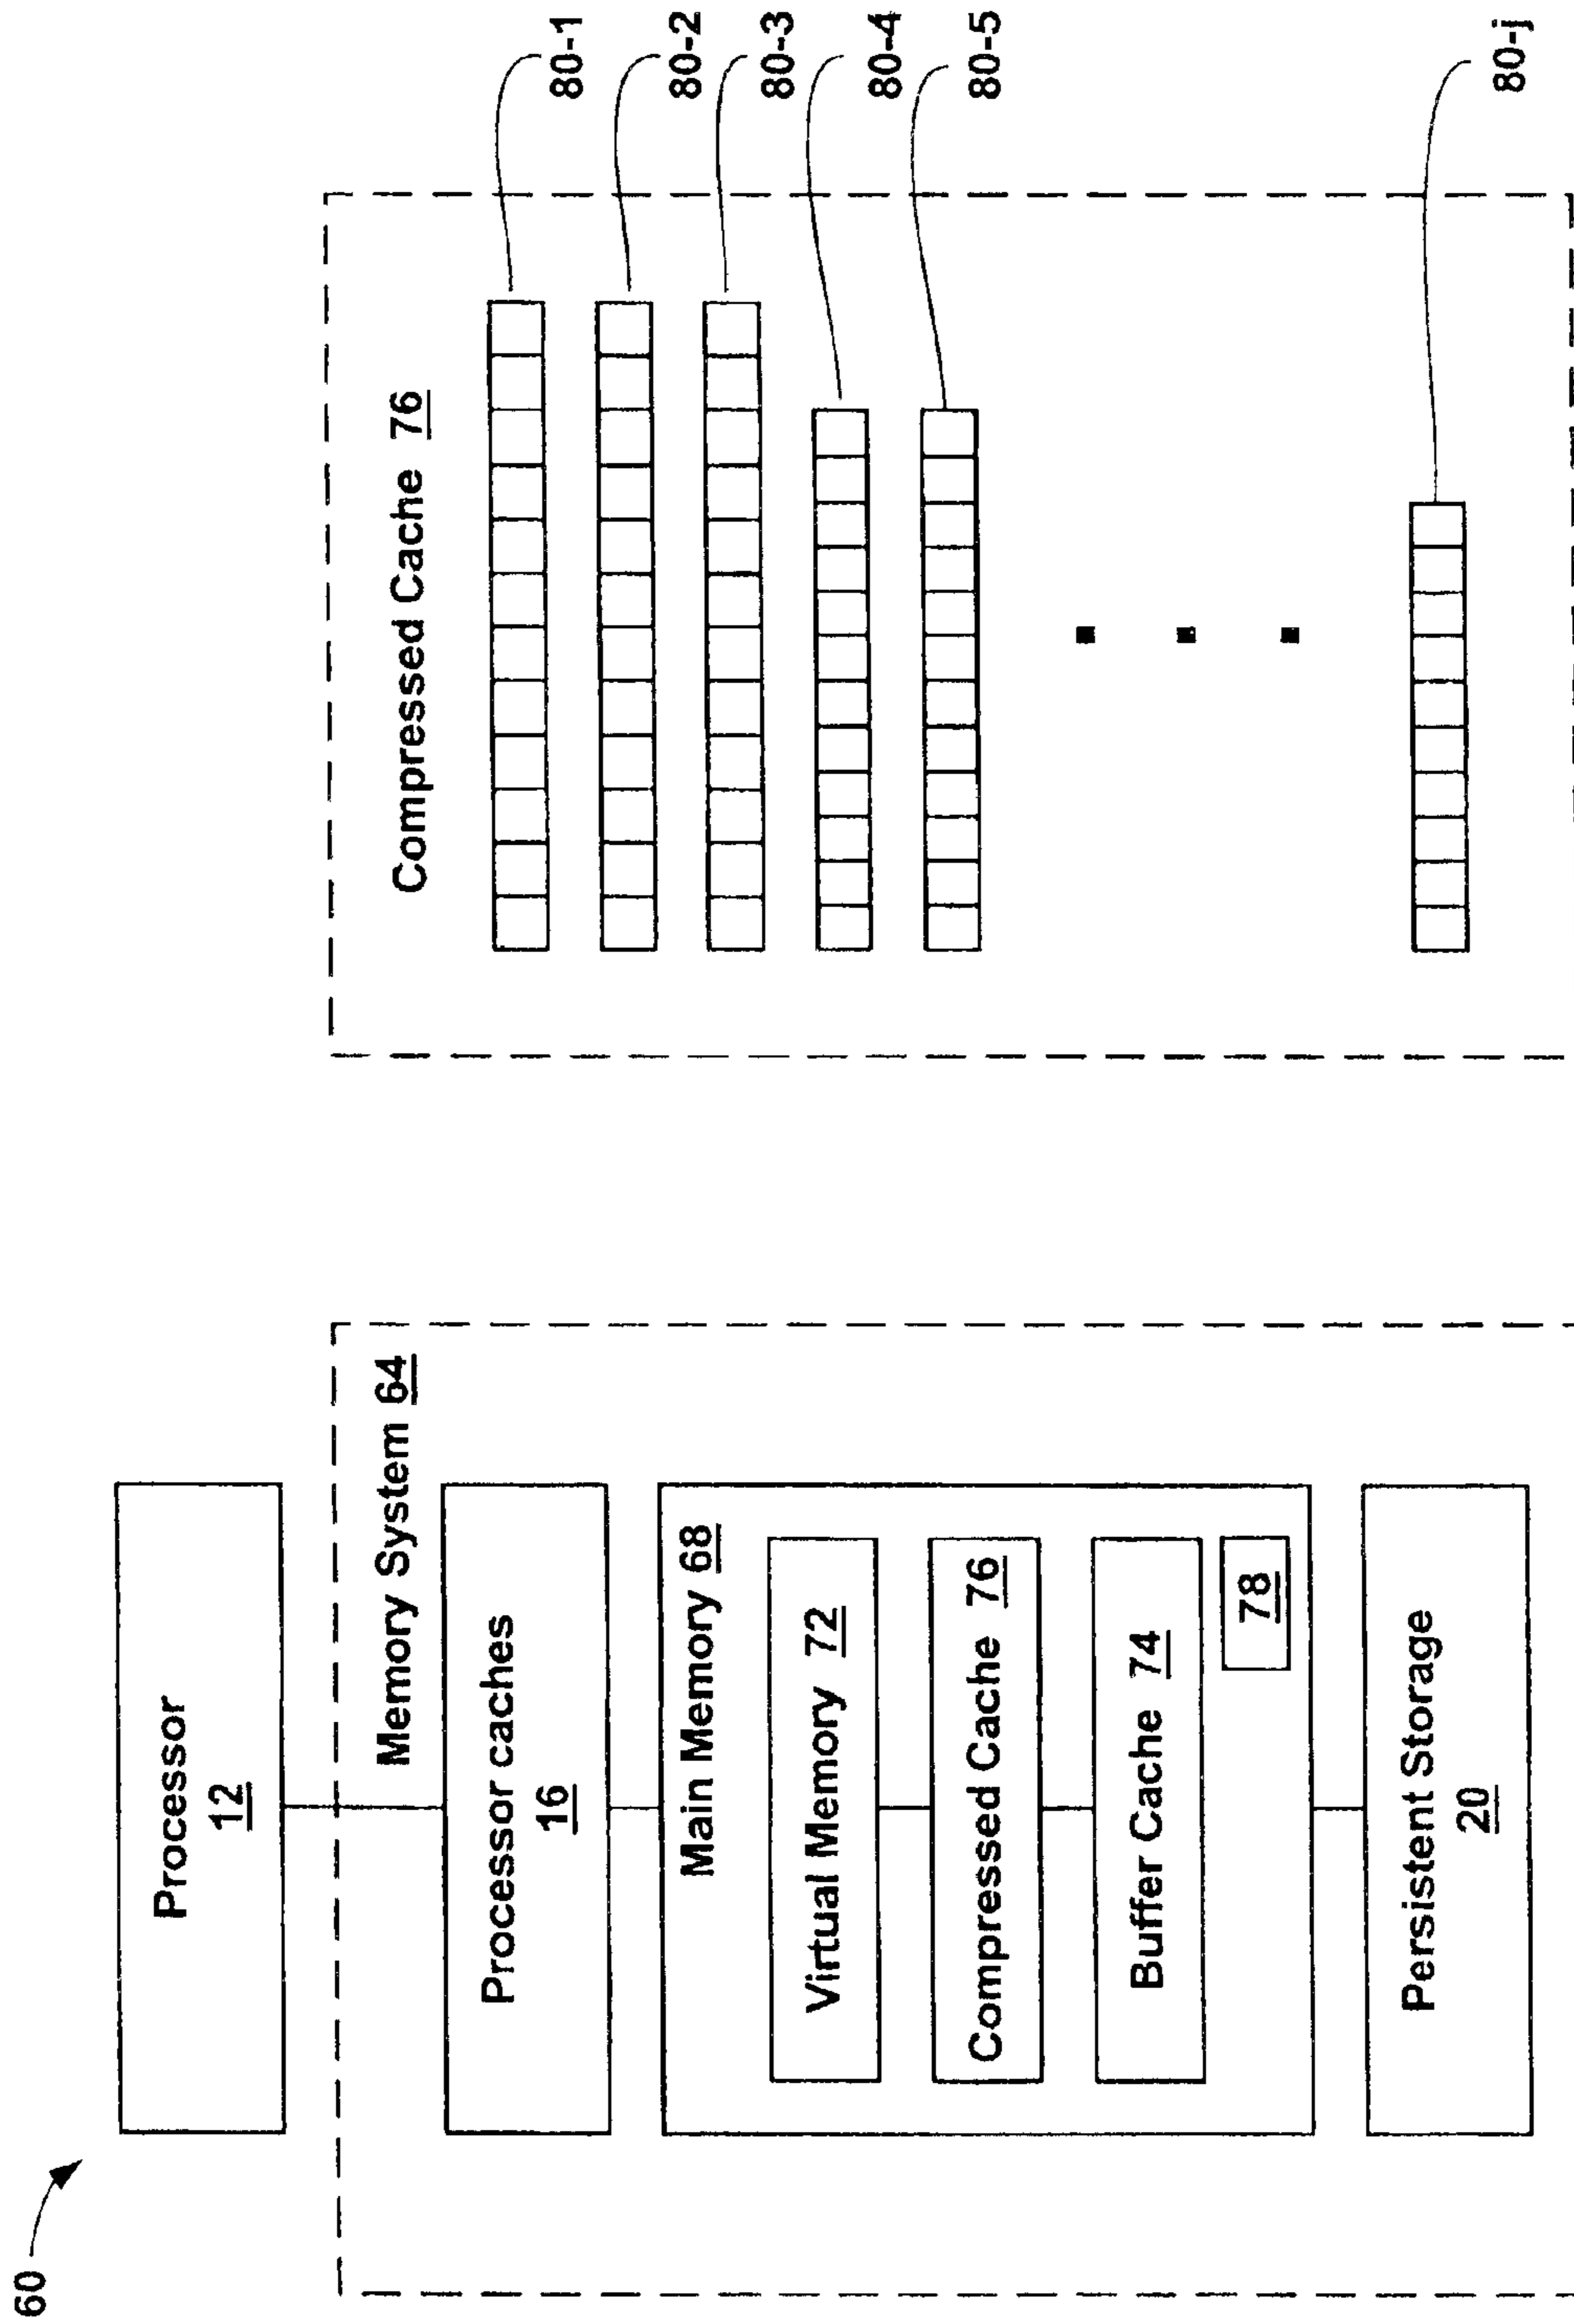 60
Processor
12
Memory System 64
Processor caches
16
Main Memory 68
Virtual Memory 72
Compressed Cache 76
Buffer Cache 74
78
Persistent Storage
20
Compressed Cache 76
80-1
80-2
80-3
80-4
80-5
80-j